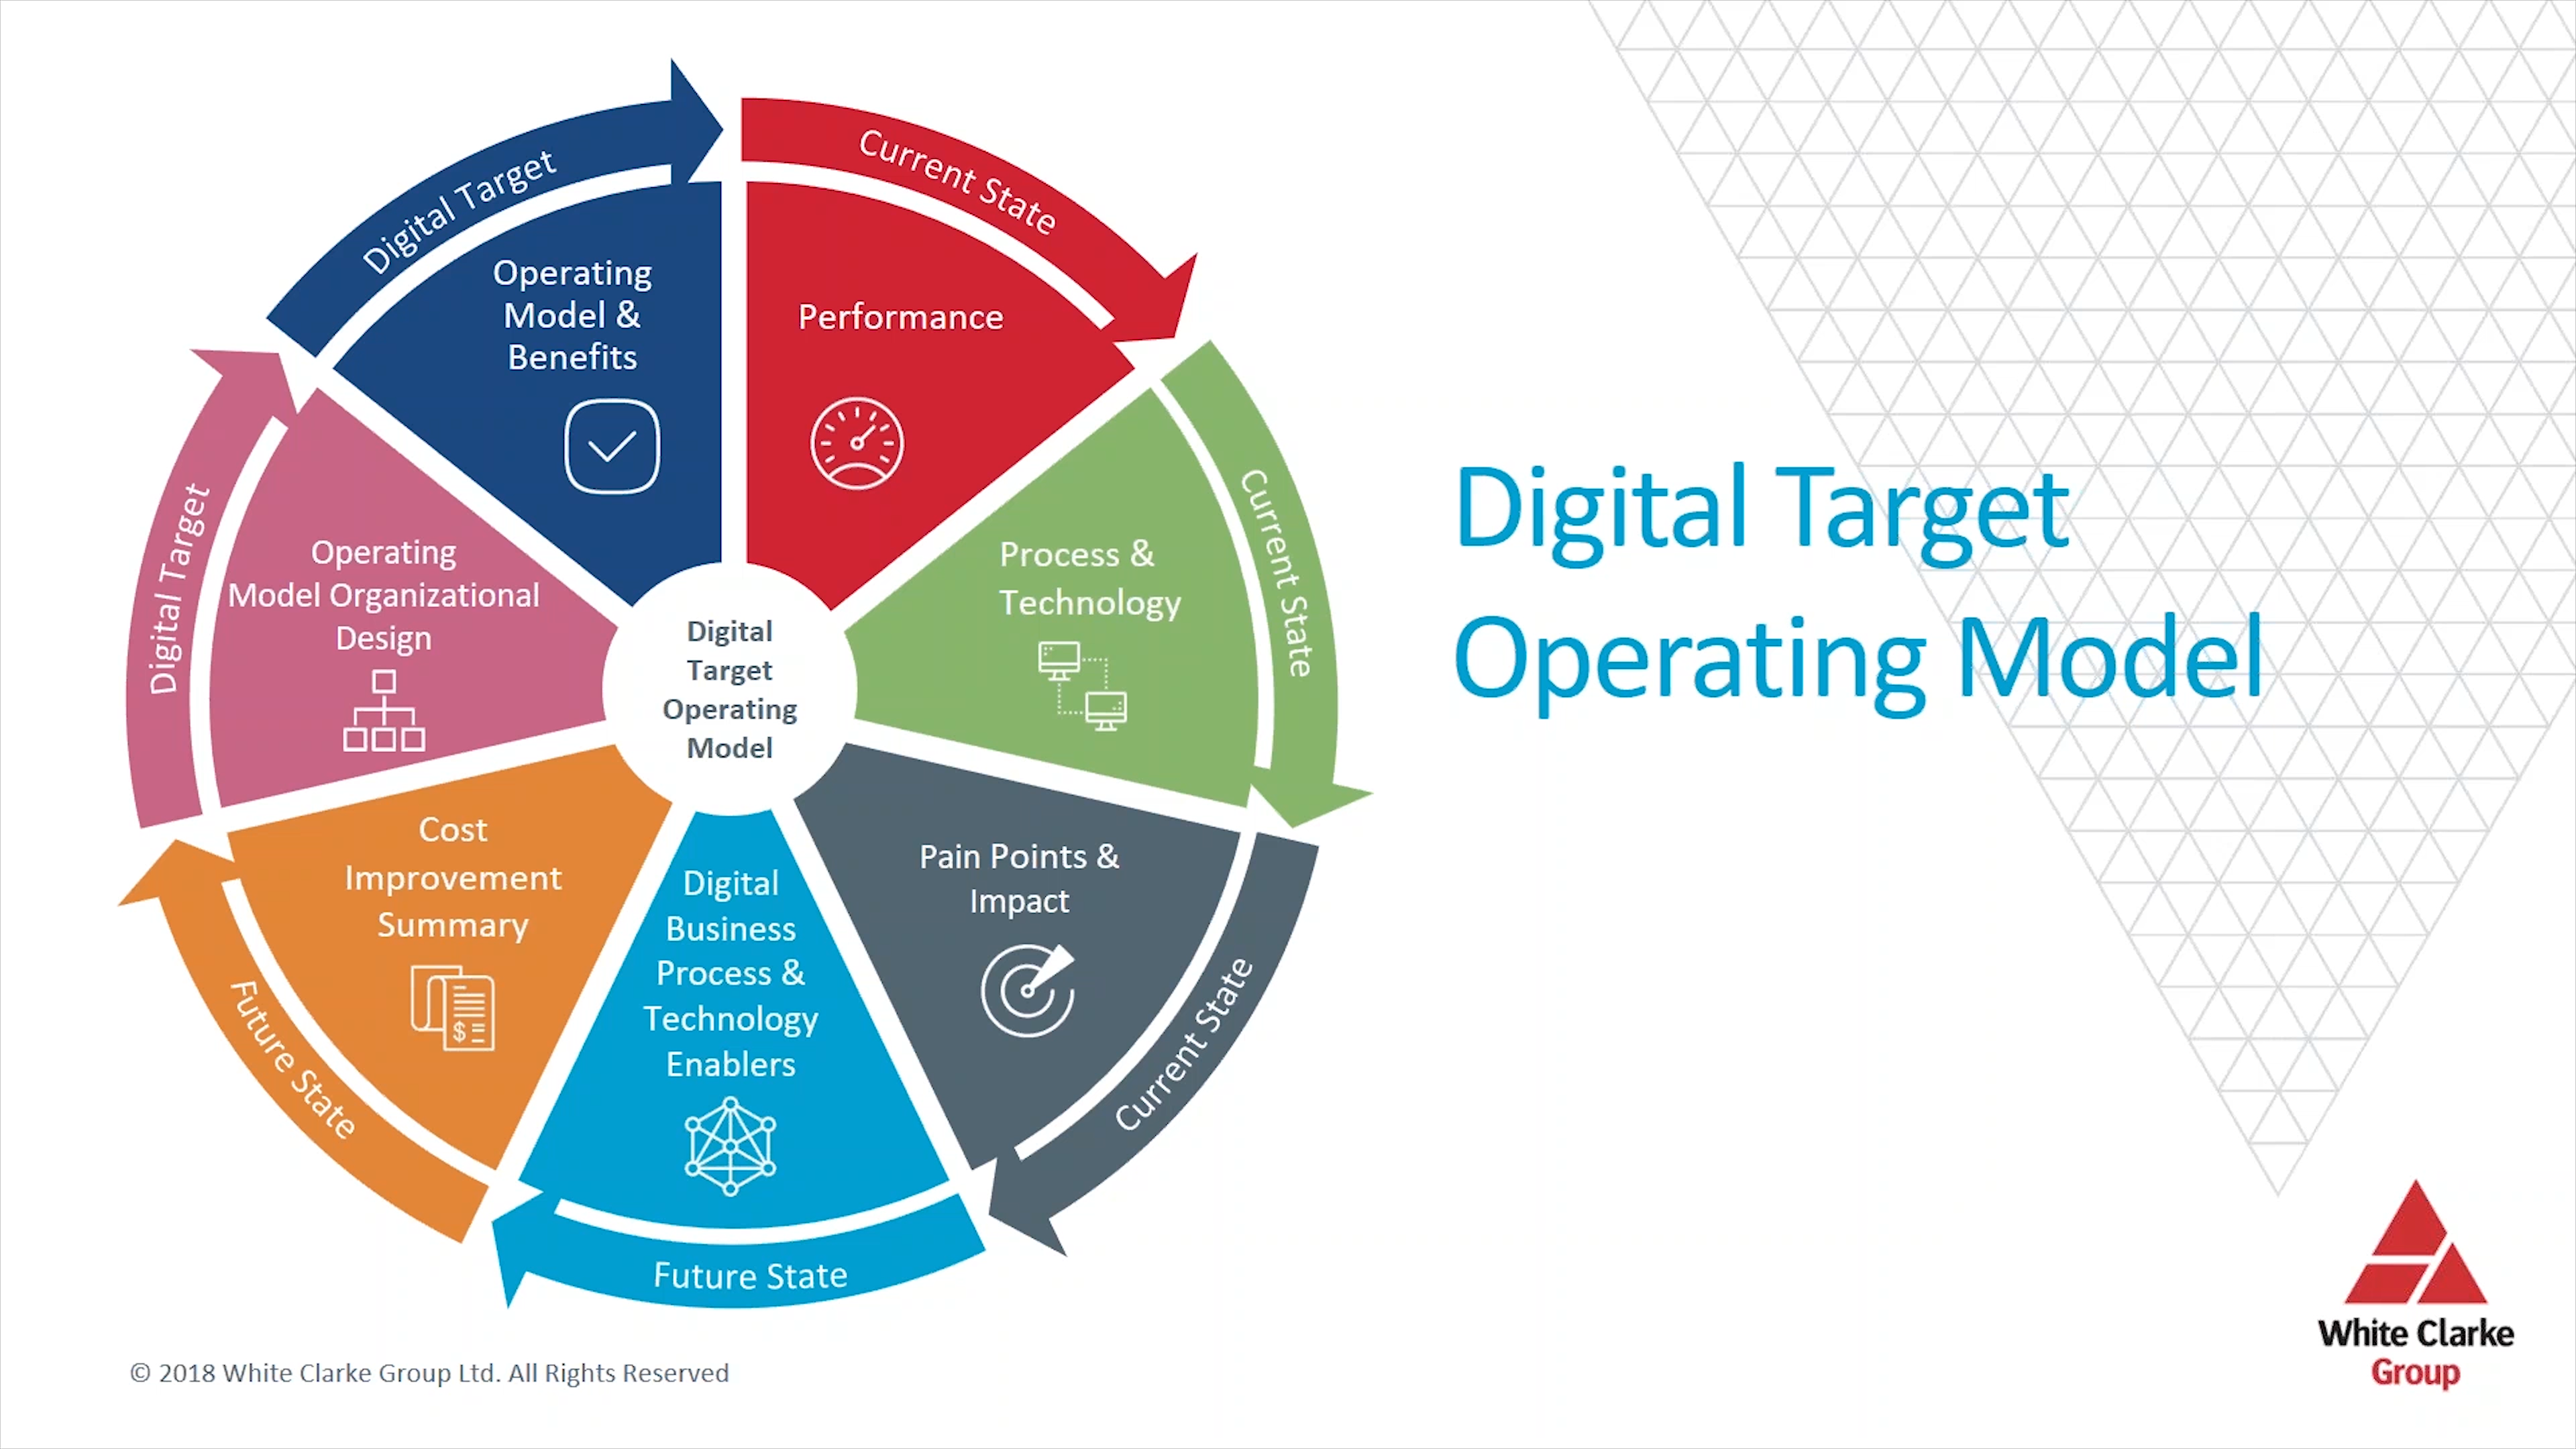 Digital Target
Operating Model
Digital Target
Operating
Model &
Benefits
Current State
Performance
Current State
Process &
Technology
Current State
Pain Points &
Impact
Future State
Digital
Business
Process &
Technology
Enablers
Future State
Cost
Improvement
Summary
$
Digital Target
Operating
Model Organizational
Design
Digital
Target
Operating
Model
© 2018 White Clarke Group Ltd. All Rights Reserved
White Clarke
Group